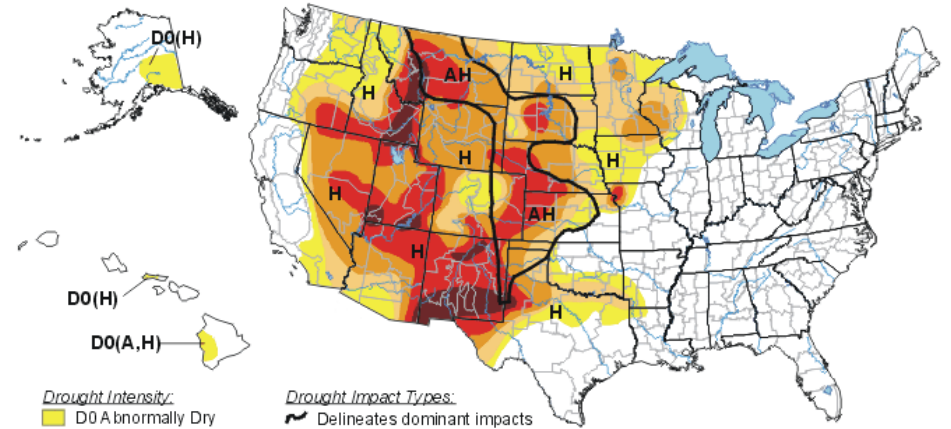 D0(H)
AH
H
H
H
H
H
AH
H
H
D0(H)
D0(A,H)
Drought Intensity:
D0 Abnormally Dry
Drought Impact Types:
Delineates dominant impacts